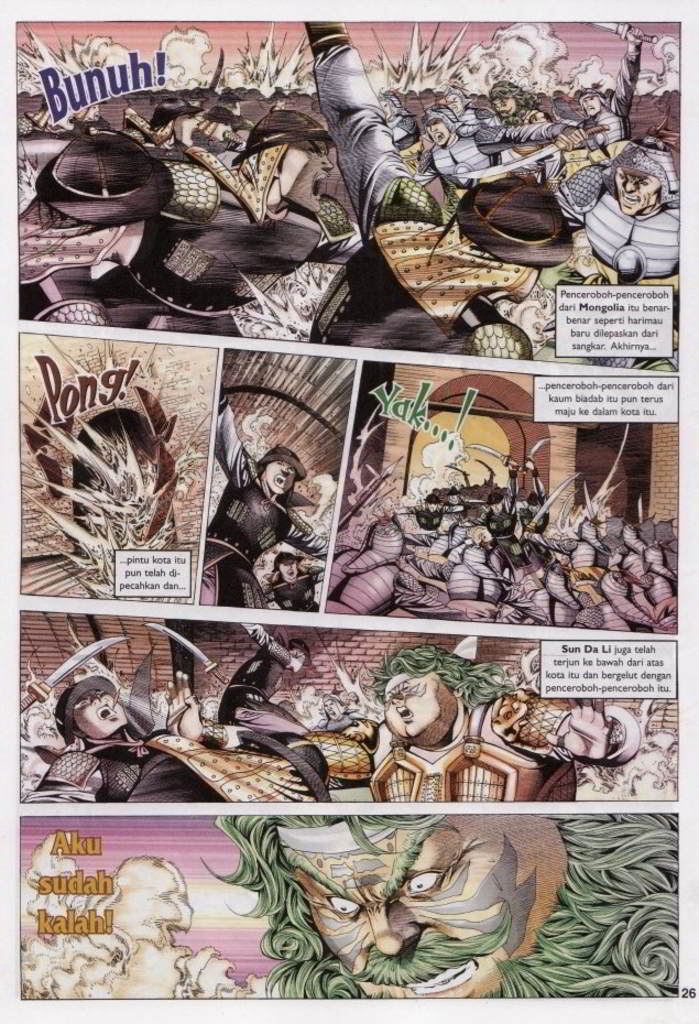 Bunuh!
Penceroboh-penceroboh
dari Mongolia itu benar-
benar seperti harimau
baru dilepaskan dari
sangkar. Akhirnya...
Pong!
...pintu kota itu
pun telah di-
pecahkan dan...
Yak....!
...penceroboh-penceroboh dari
kaum biadab itu pun terus
maju ke dalam kota itu.
Sun Da Li juga telah
terjun ke bawah dari atas
kota itu dan bergelut dengan
penceroboh-penceroboh itu.
Aku
sudah
kalah!
26